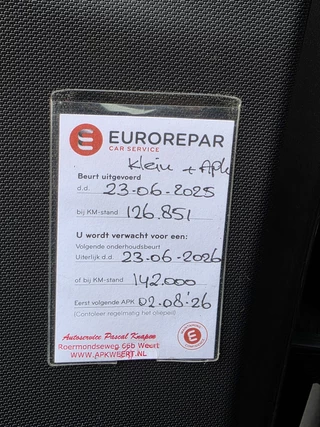 EUROREPAR
CAR SERVICE
Klein + Apk
Beurt uitgevoerd
d.d. 23-06-2025
bij KM-stand 126.851
U wordt verwacht voor een:
Volgende onderhoudsbeurt
Uiterlijk d.d 23-06-2026
of bij KM-stand 142.000
Eerst volgende APK 02-08-'26
(Controleer regelmatig het oliepeil)
Autoservice Pascal Knapen
Roermondseweg 66b Weert
WWW.APKWEERT.NL